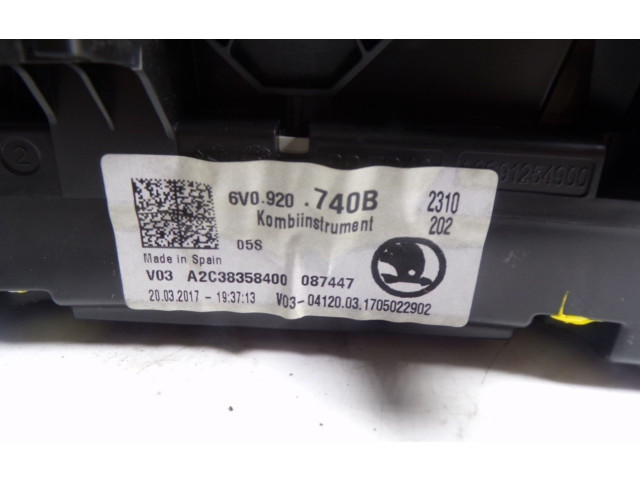 2
6V0.920 .740B 2310
Kombiinstrument 202
05S
Made in Spain
V03 A2C38358400 087447
20.03.2017 - 19:37:13 V03-04120.03.1705022902